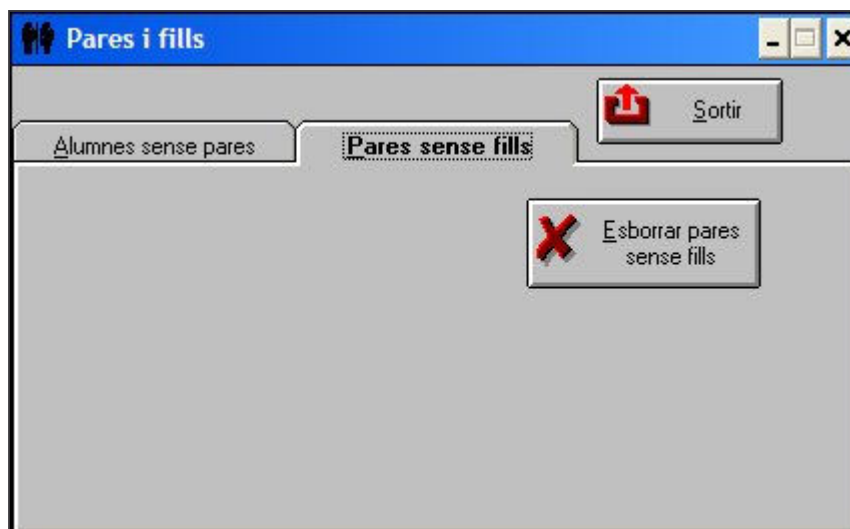 Pares i fills
Sortir
Alumnes sense pares
Pares sense fills
Esborrar pares
sense fills